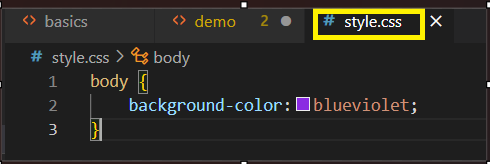 basics demo 2 # style.css ×
# style.css > body
1 body {
2 background-color: blueviolet;
3 }